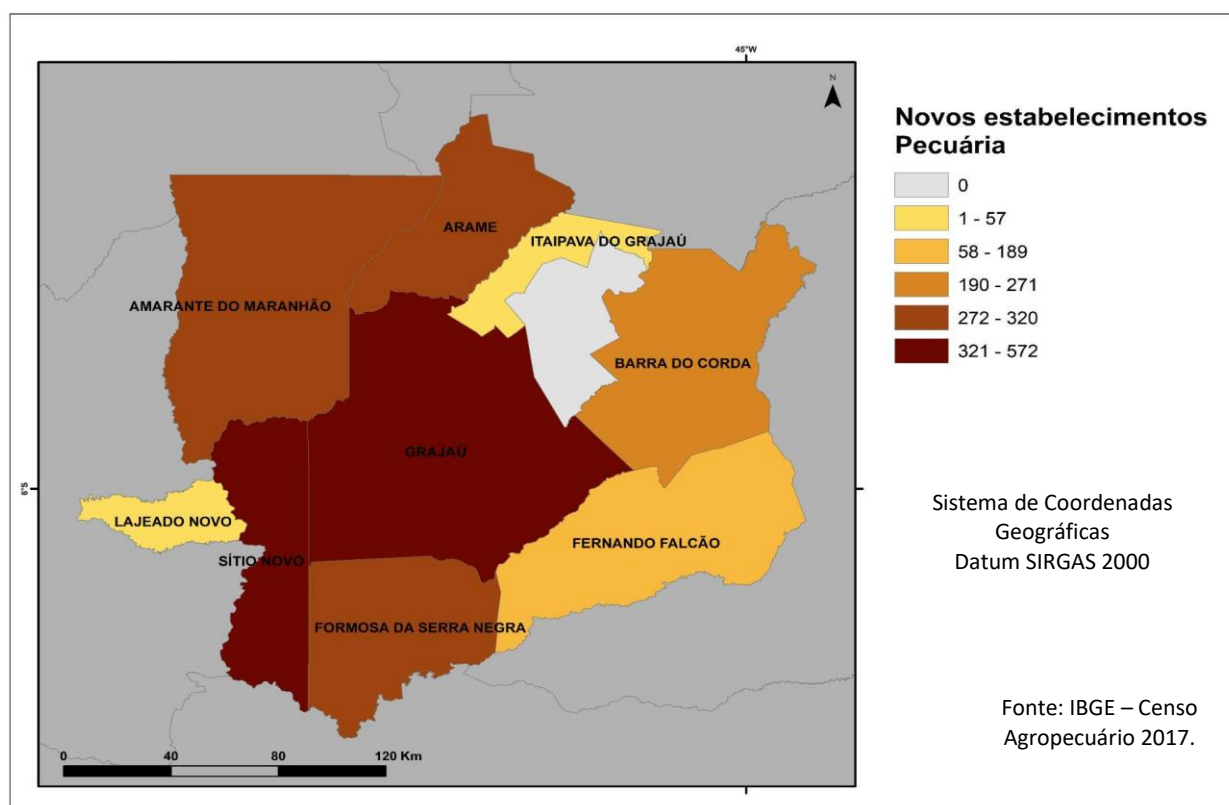 45°W
N
Novos estabelecimentos
Pecuária
0
1 - 57
58 - 189
190 - 271
272 - 320
321 - 572
ARAME
ITAIPAVA DO GRAJAÚ
AMARANTE DO MARANHÃO
BARRA DO CORDA
GRAJAÚ
6°S
LAJEADO NOVO
FERNANDO FALCÃO
SÍTIO NOVO
FORMOSA DA SERRA NEGRA
Sistema de Coordenadas
Geográficas
Datum SIRGAS 2000
Fonte: IBGE – Censo
Agropecuário 2017.
0 40 80 120 Km